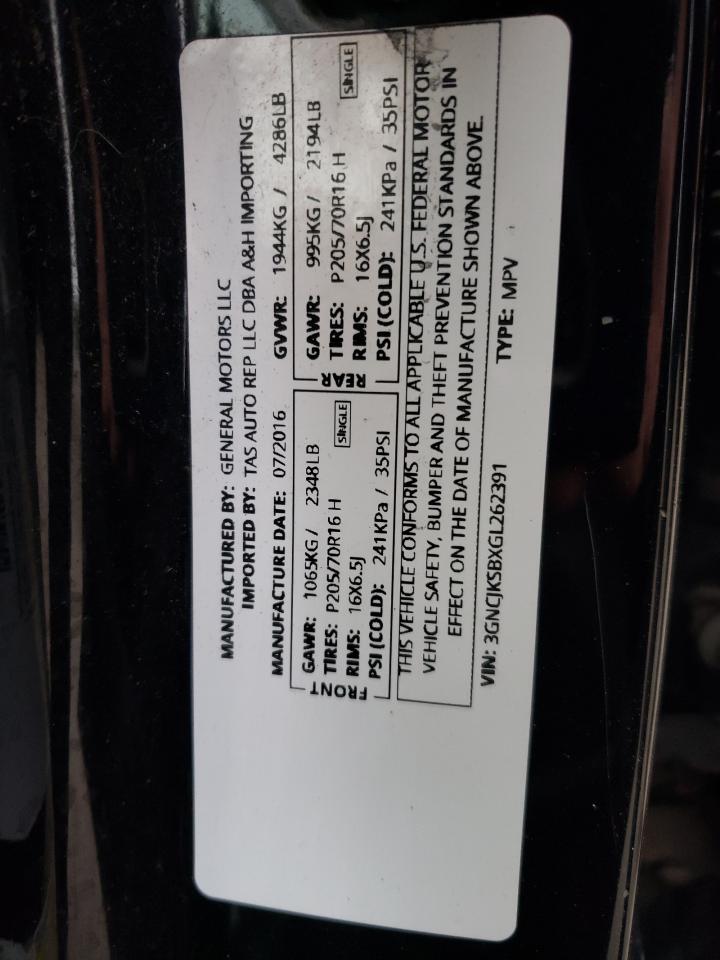 MANUFACTURED BY: GENERAL MOTORS LLC
IMPORTED BY: TAS AUTO REP LLC DBA A&H IMPORTING
MANUFACTURE DATE: 07/2016 GVWR: 1944KG / 4286LB
FRONT
GAWR: 1065KG / 2348LB
TIRES: P205/70R16 H SINGLE
RIMS: 16X6.5J
PSI (COLD): 241KPa / 35PSI
REAR
GAWR: 995KG / 2194LB
TIRES: P205/70R16 H SINGLE
RIMS: 16X6.5J
PSI (COLD): 241KPa / 35PSI
THIS VEHICLE CONFORMS TO ALL APPLICABLE U.S. FEDERAL MOTOR
VEHICLE SAFETY, BUMPER AND THEFT PREVENTION STANDARDS IN
EFFECT ON THE DATE OF MANUFACTURE SHOWN ABOVE.
VIN: 3GNCJKSBXGL262391 TYPE: MPV